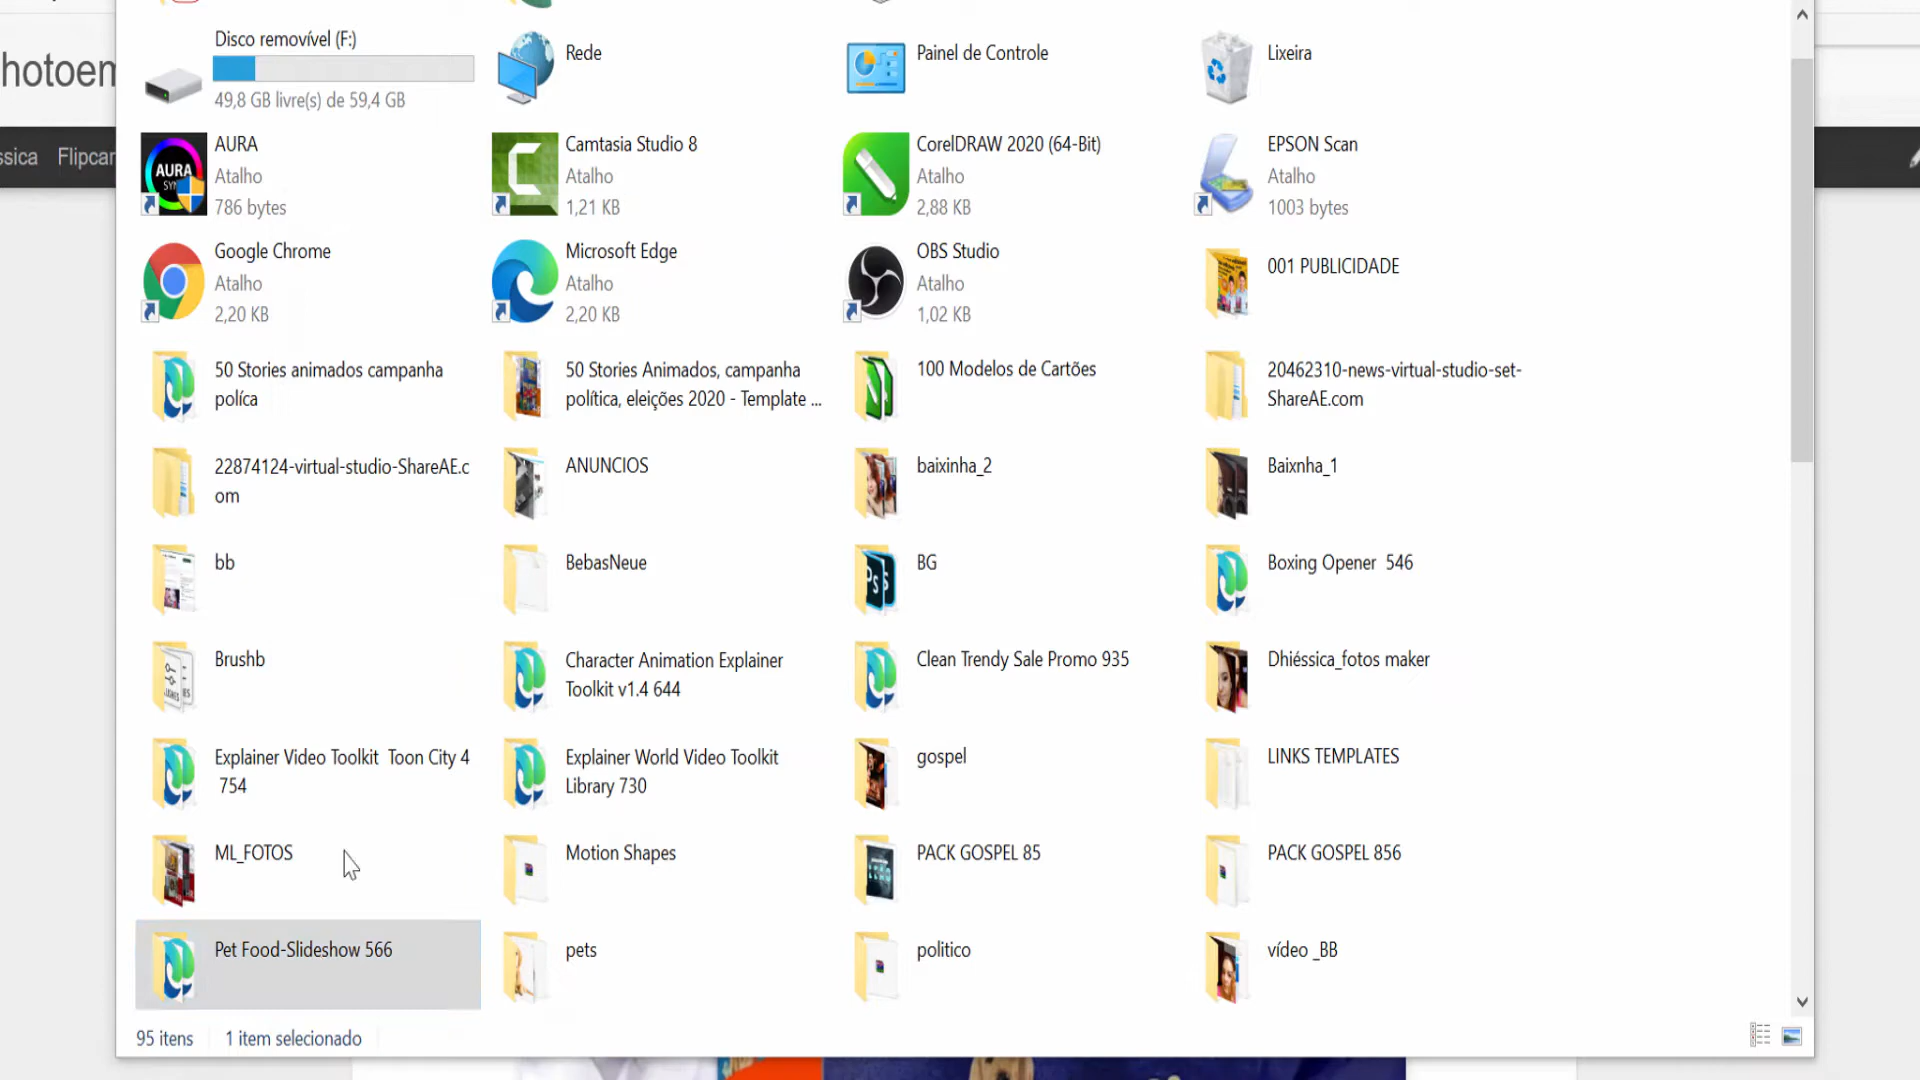 Disco removível (F:)
49,8 GB livre(s) de 59,4 GB
Rede
Painel de Controle
Lixeira
hotoem
ssica Flipcar
AURA
Atalho
786 bytes
Camtasia Studio 8
Atalho
1,21 KB
CorelDRAW 2020 (64-Bit)
Atalho
2,88 KB
EPSON Scan
Atalho
1003 bytes
Google Chrome
Atalho
2,20 KB
Microsoft Edge
Atalho
2,20 KB
OBS Studio
Atalho
1,02 KB
001 PUBLICIDADE
50 Stories animados campanha
políca
50 Stories Animados, campanha
política, eleições 2020 - Template ...
100 Modelos de Cartões
20462310-news-virtual-studio-set-
ShareAE.com
22874124-virtual-studio-ShareAE.c
om
ANUNCIOS
baixinha_2
Baixnha_1
bb
BebasNeue
BG
Boxing Opener  546
Brushb
Character Animation Explainer
Toolkit v1.4 644
Clean Trendy Sale Promo 935
Dhiéssica_fotos maker
Explainer Video Toolkit  Toon City 4
754
Explainer World Video Toolkit
Library 730
gospel
LINKS TEMPLATES
ML_FOTOS
Motion Shapes
PACK GOSPEL 85
PACK GOSPEL 856
Pet Food-Slideshow 566
pets
politico
vídeo _BB
95 itens
1 item selecionado